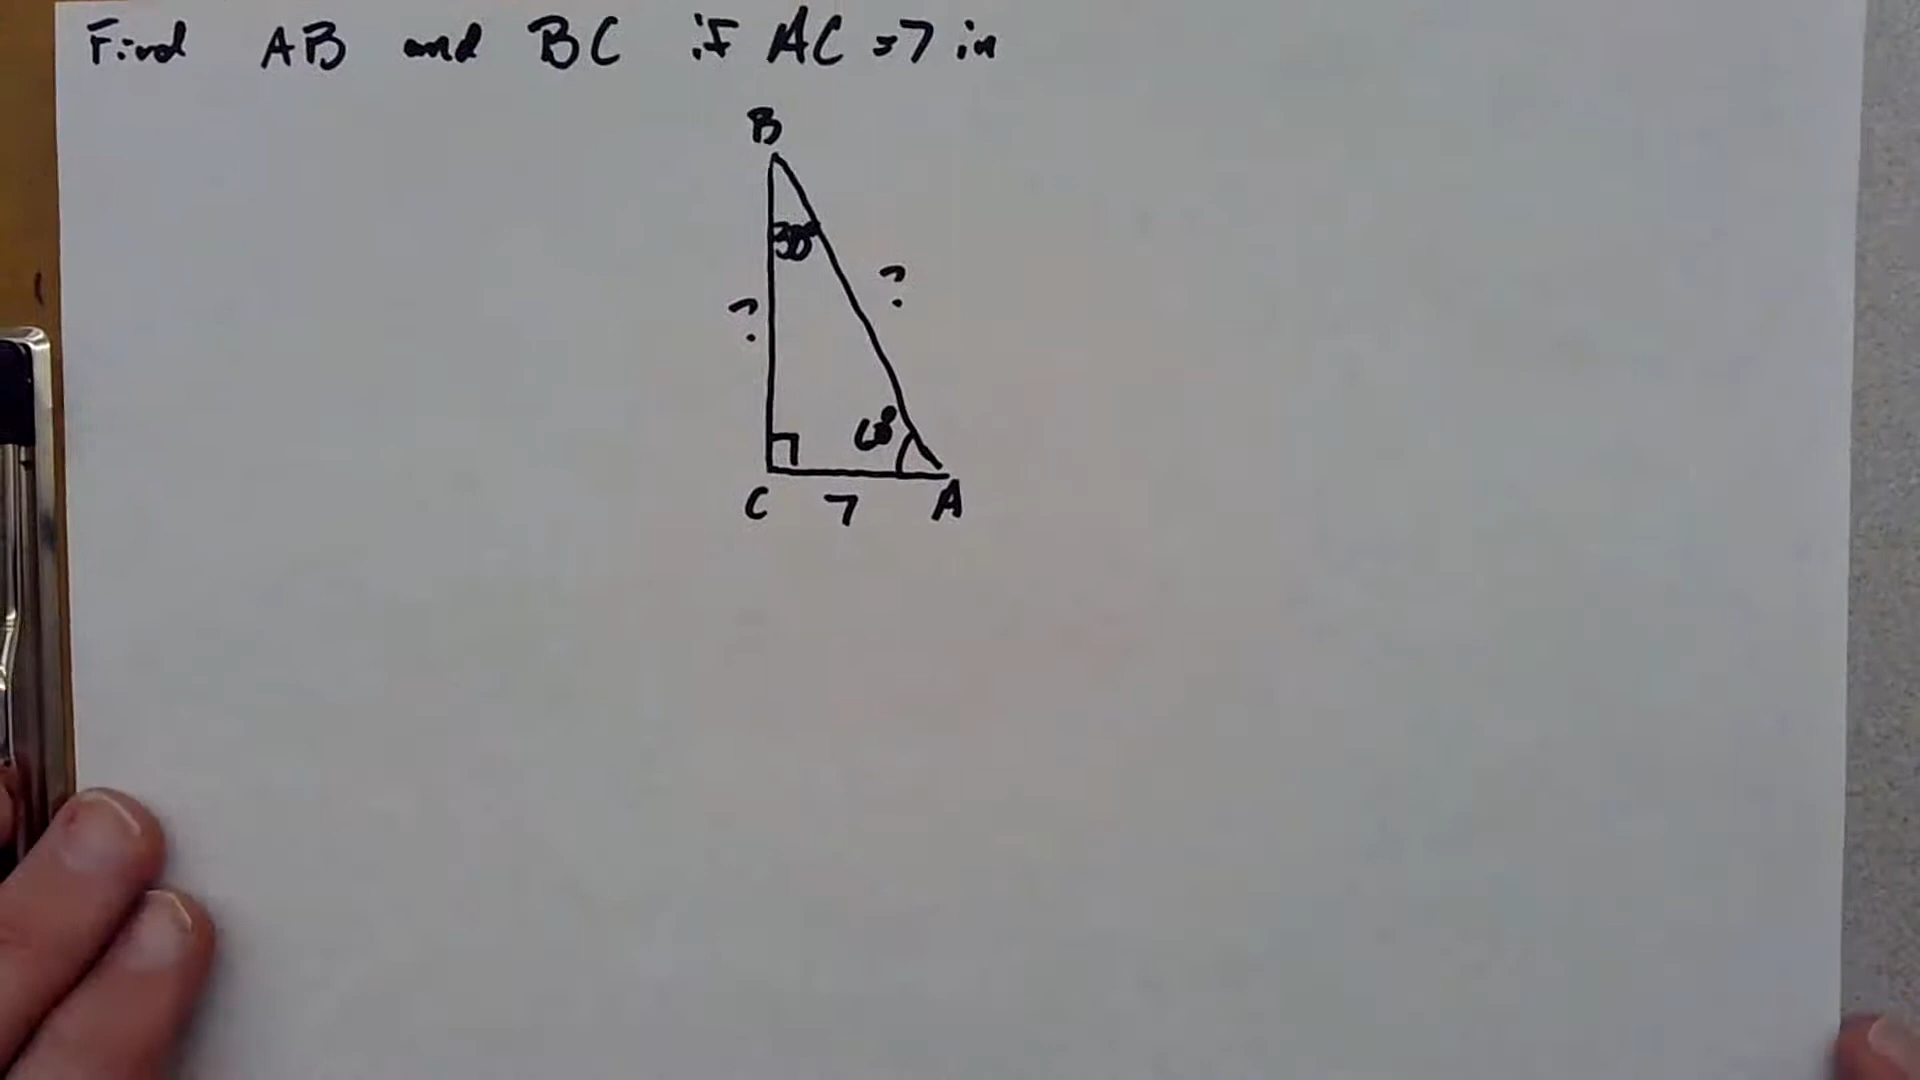 Find AB and BC if AC = 7 in
B
30°
?
?
60°
C 7 A